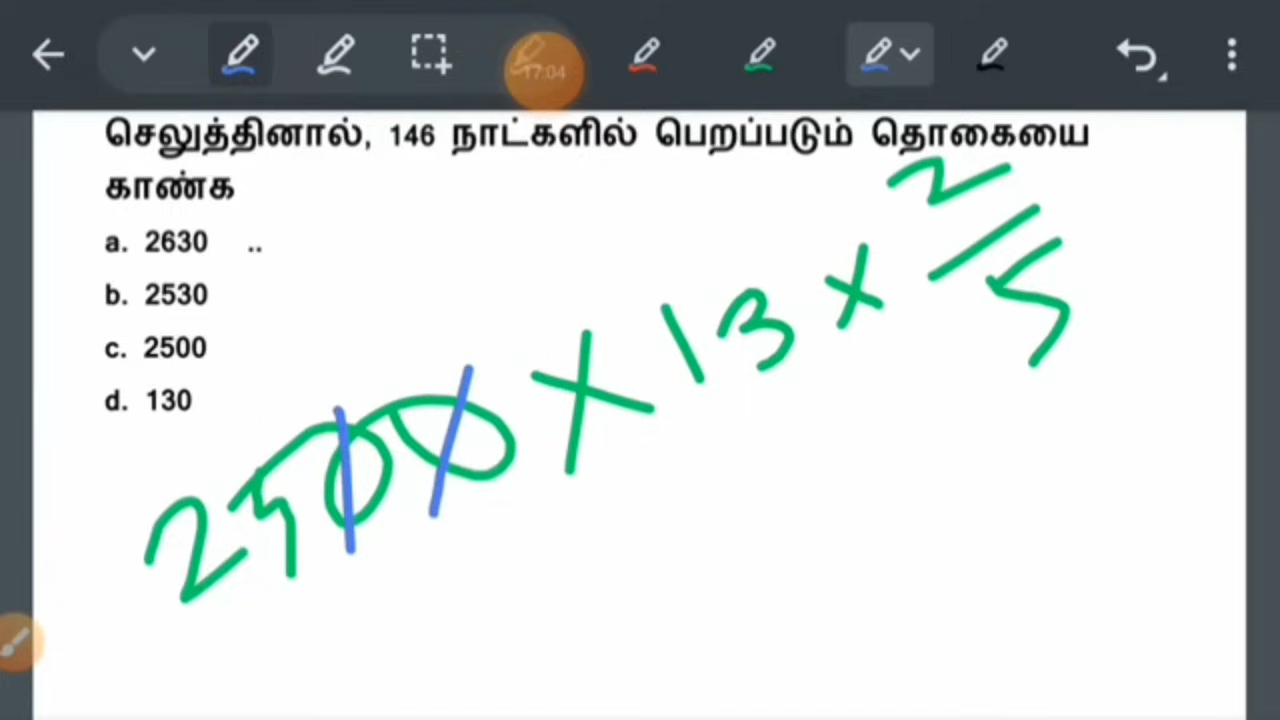 17:04
செலுத்தினால், 146 நாட்களில் பெறப்படும் தொகையை
காண்க
a. 2630 ..
b. 2530
c. 2500
d. 130
2500 × 13 × 2/5